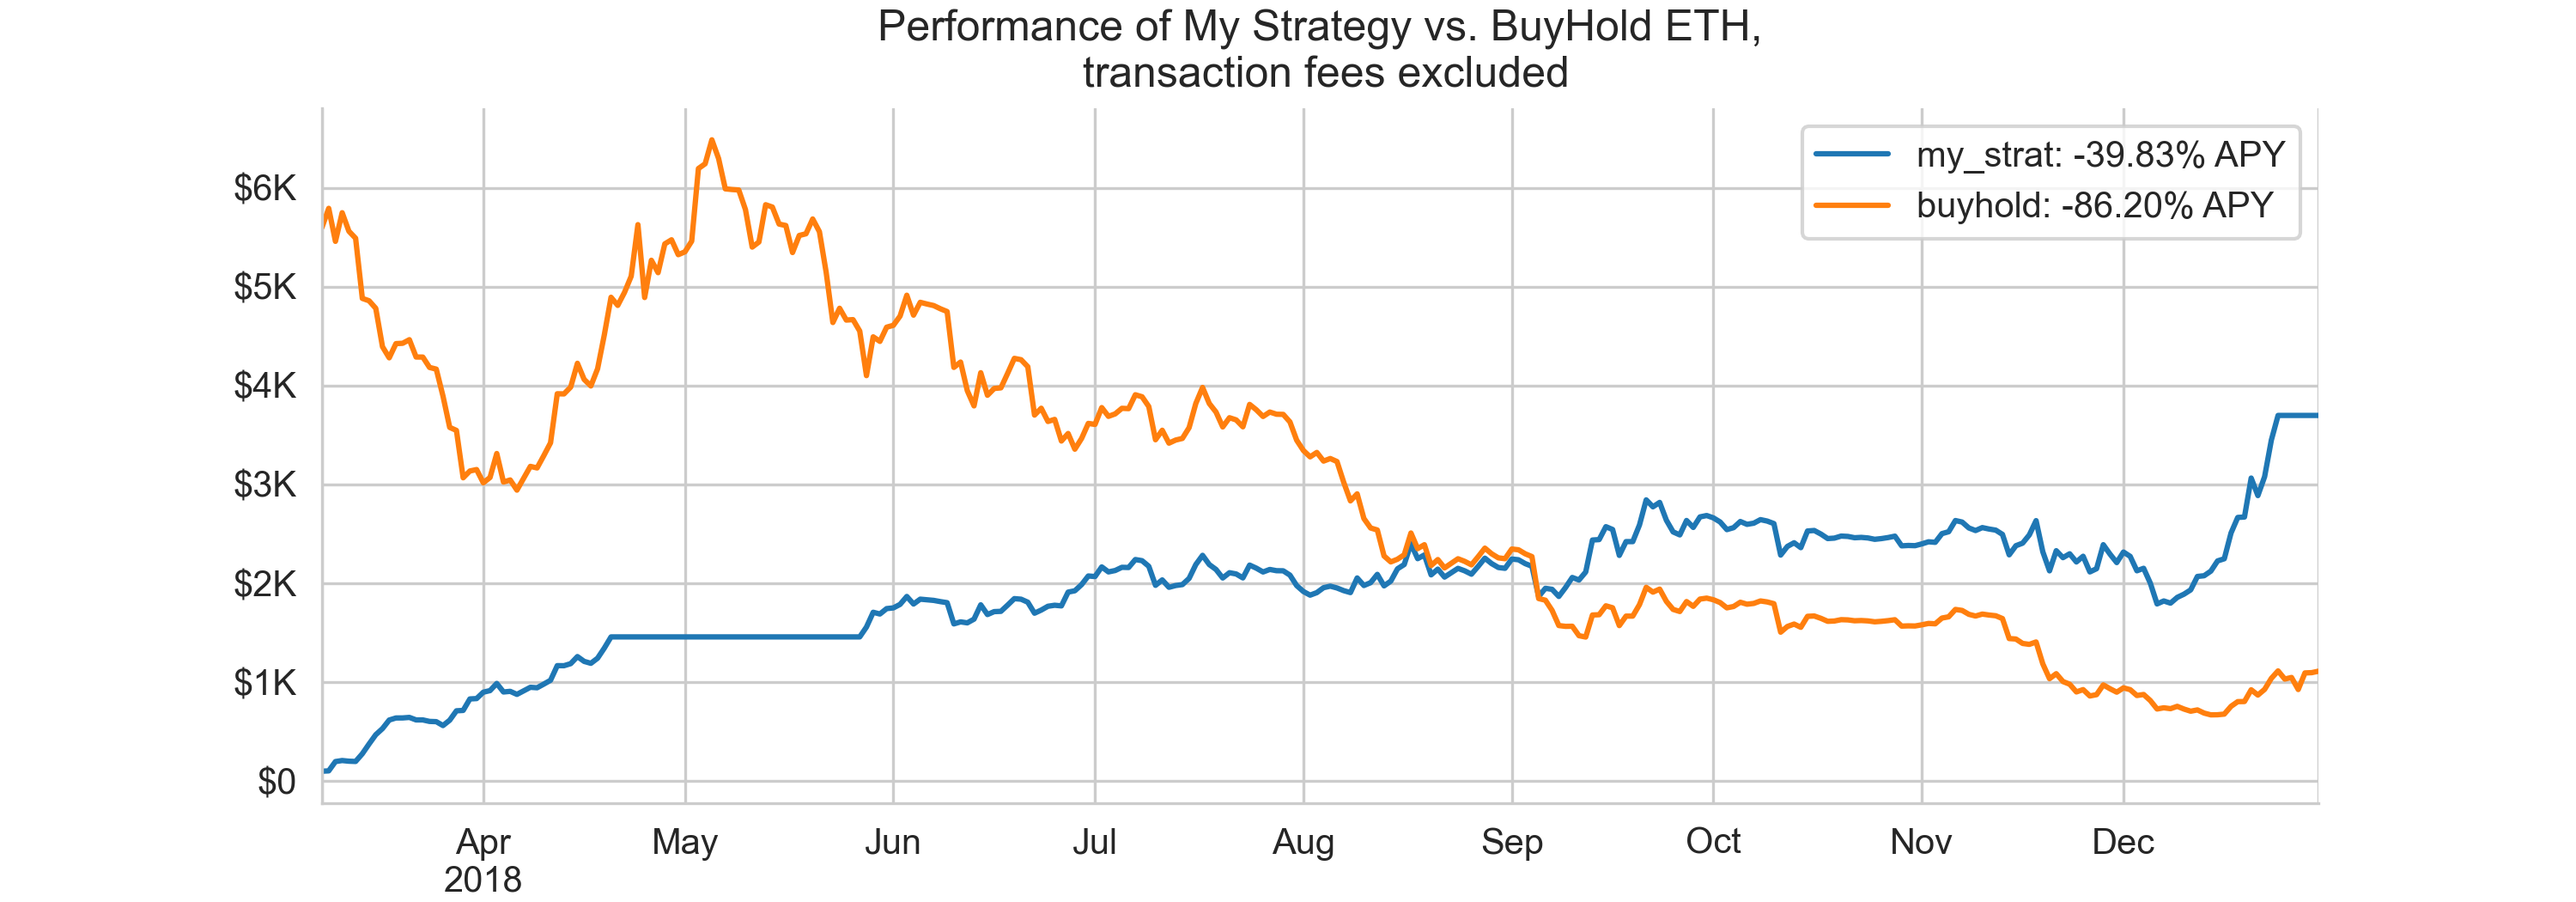 Performance of My Strategy vs. BuyHold ETH,
transaction fees excluded
my_strat: -39.83% APY
buyhold: -86.20% APY
$6K
$5K
$4K
$3K
$2K
$1K
$0
Apr May Jun Jul Aug Sep Oct Nov Dec
2018